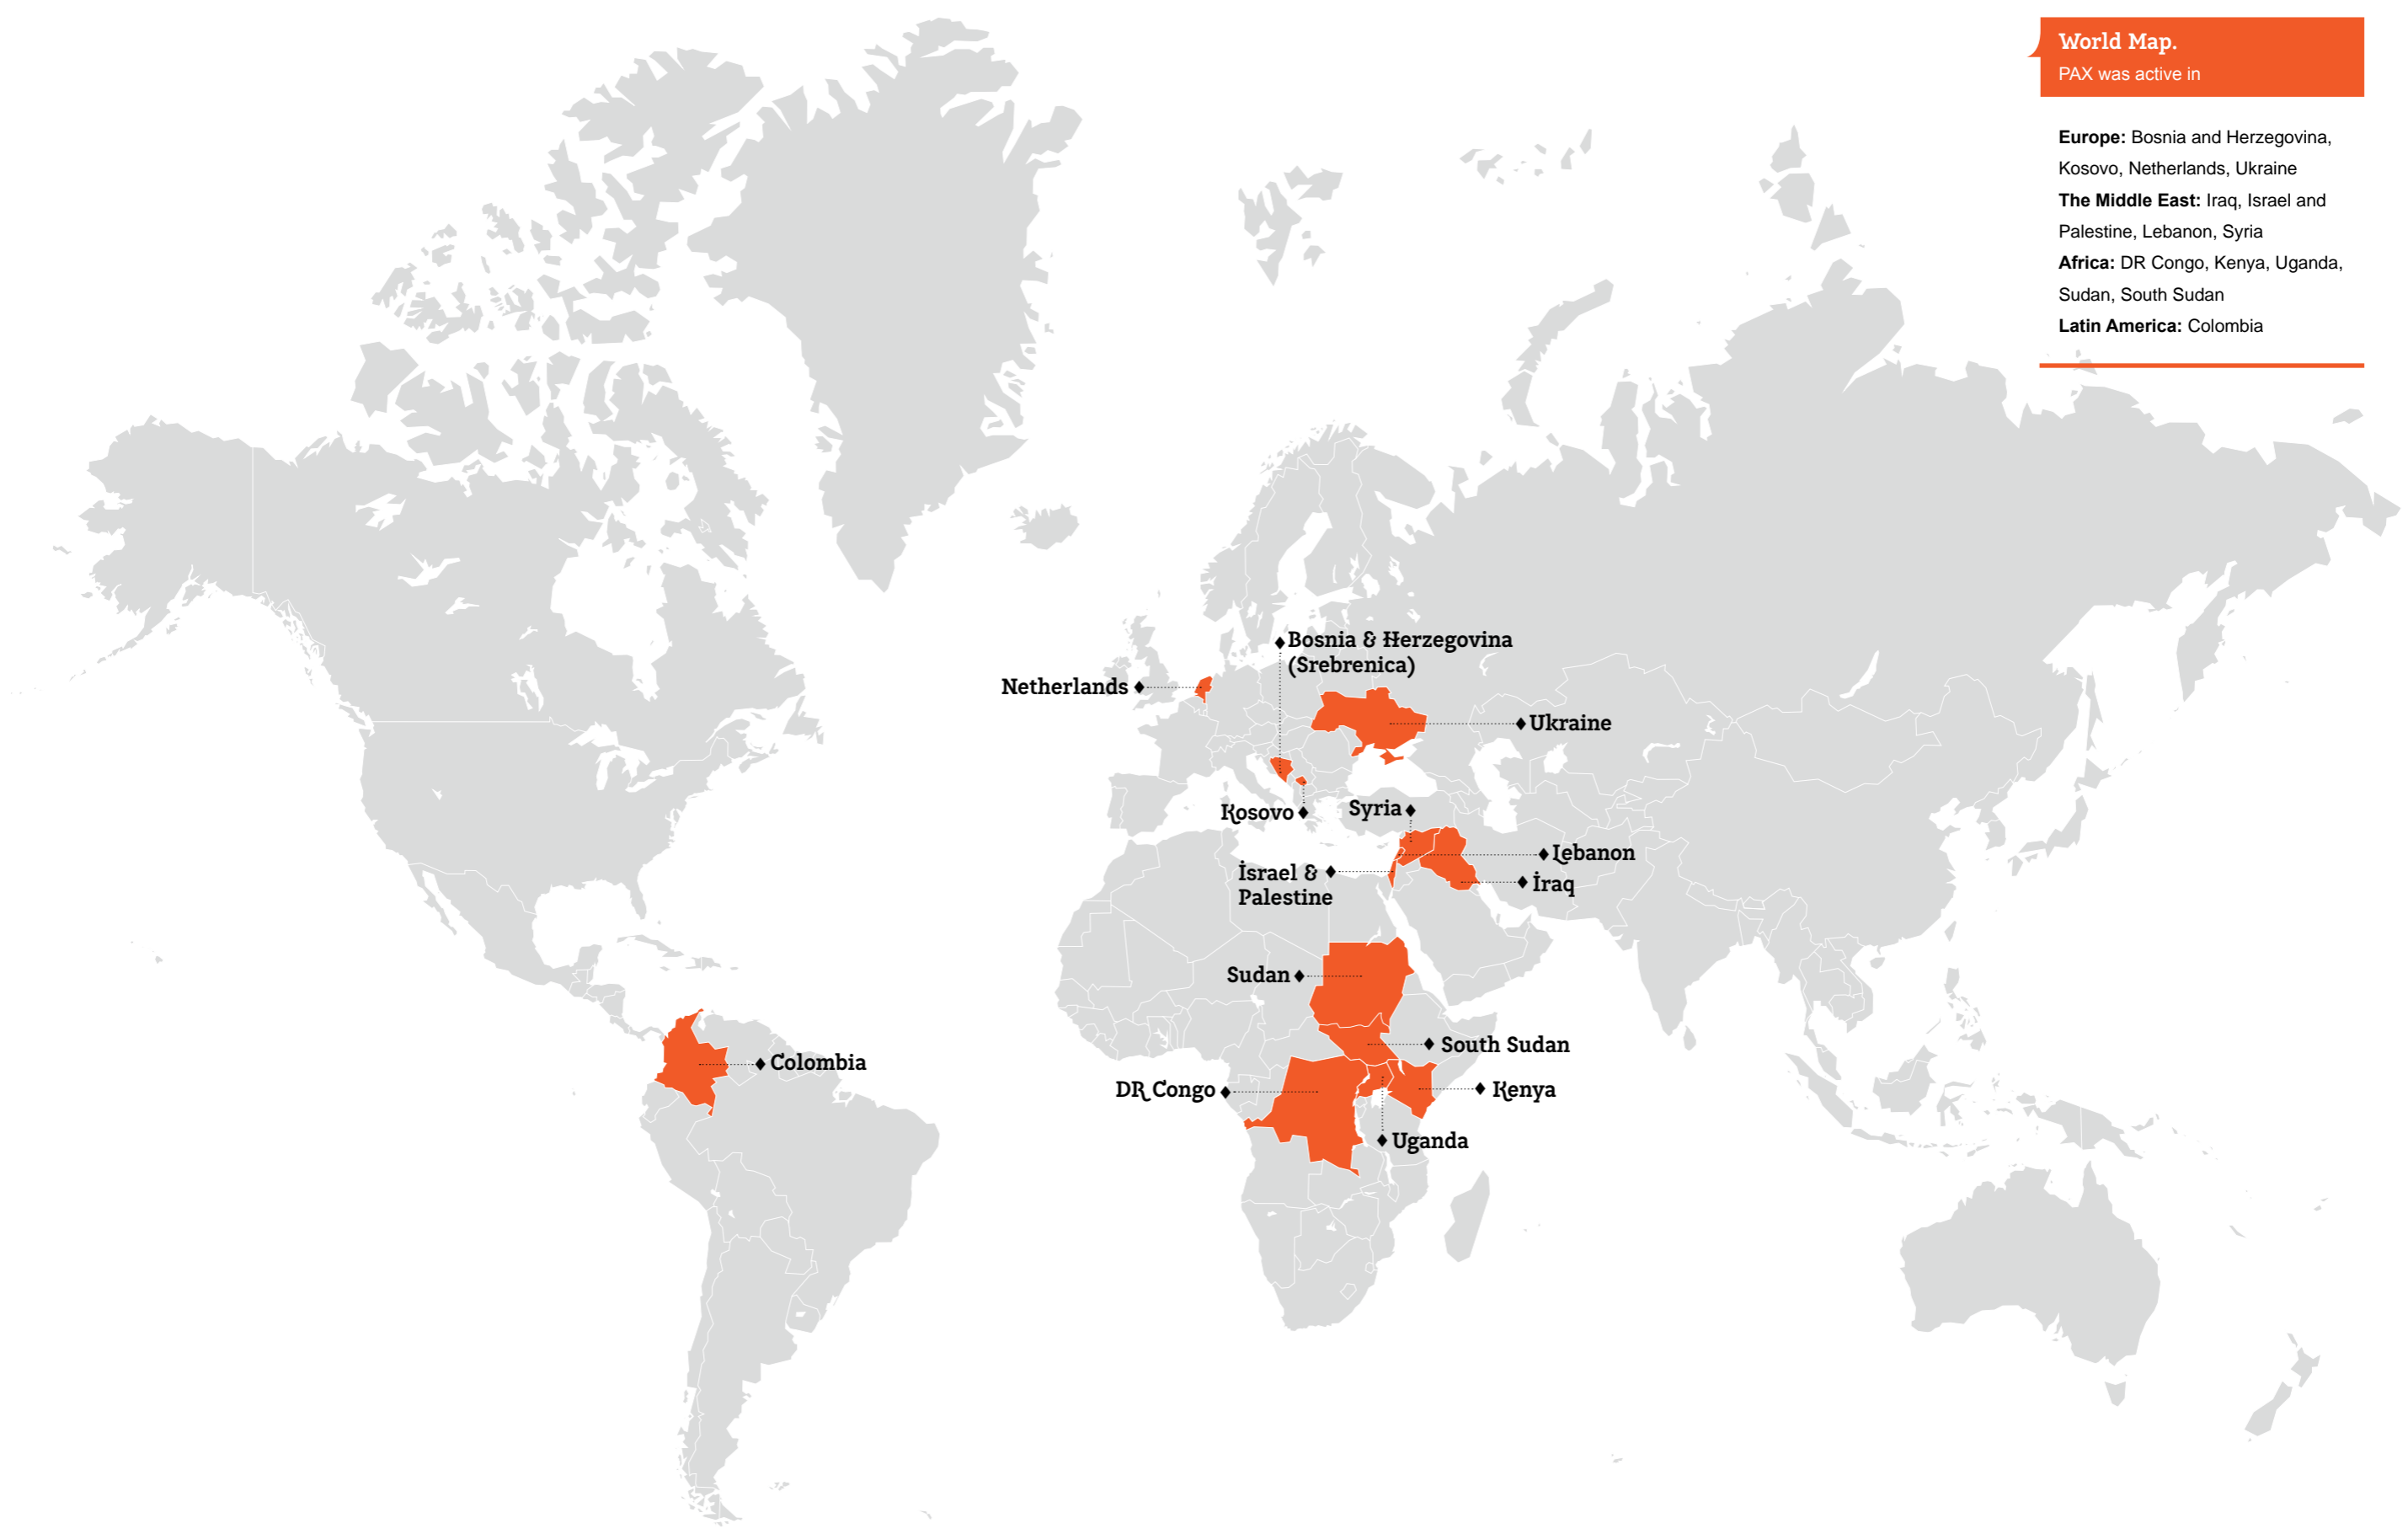 World Map.
PAX was active in
Europe: Bosnia and Herzegovina,
Kosovo, Netherlands, Ukraine
The Middle East: Iraq, Israel and
Palestine, Lebanon, Syria
Africa: DR Congo, Kenya, Uganda,
Sudan, South Sudan
Latin America: Colombia
Bosnia & Herzegovina
(Srebrenica)
Netherlands
Ukraine
Kosovo
Syria
Lebanon
Israel &
Palestine
Iraq
Sudan
South Sudan
Colombia
DR Congo
Kenya
Uganda